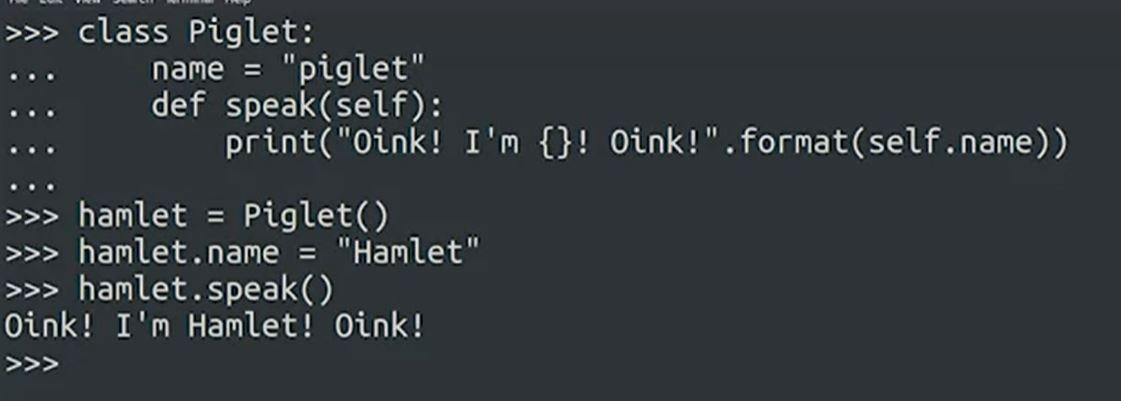 File Edit View Search Terminal Help
>>> class Piglet:
...     name = "piglet"
...     def speak(self):
...         print("Oink! I'm {}! Oink!".format(self.name))
...
>>> hamlet = Piglet()
>>> hamlet.name = "Hamlet"
>>> hamlet.speak()
Oink! I'm Hamlet! Oink!
>>>